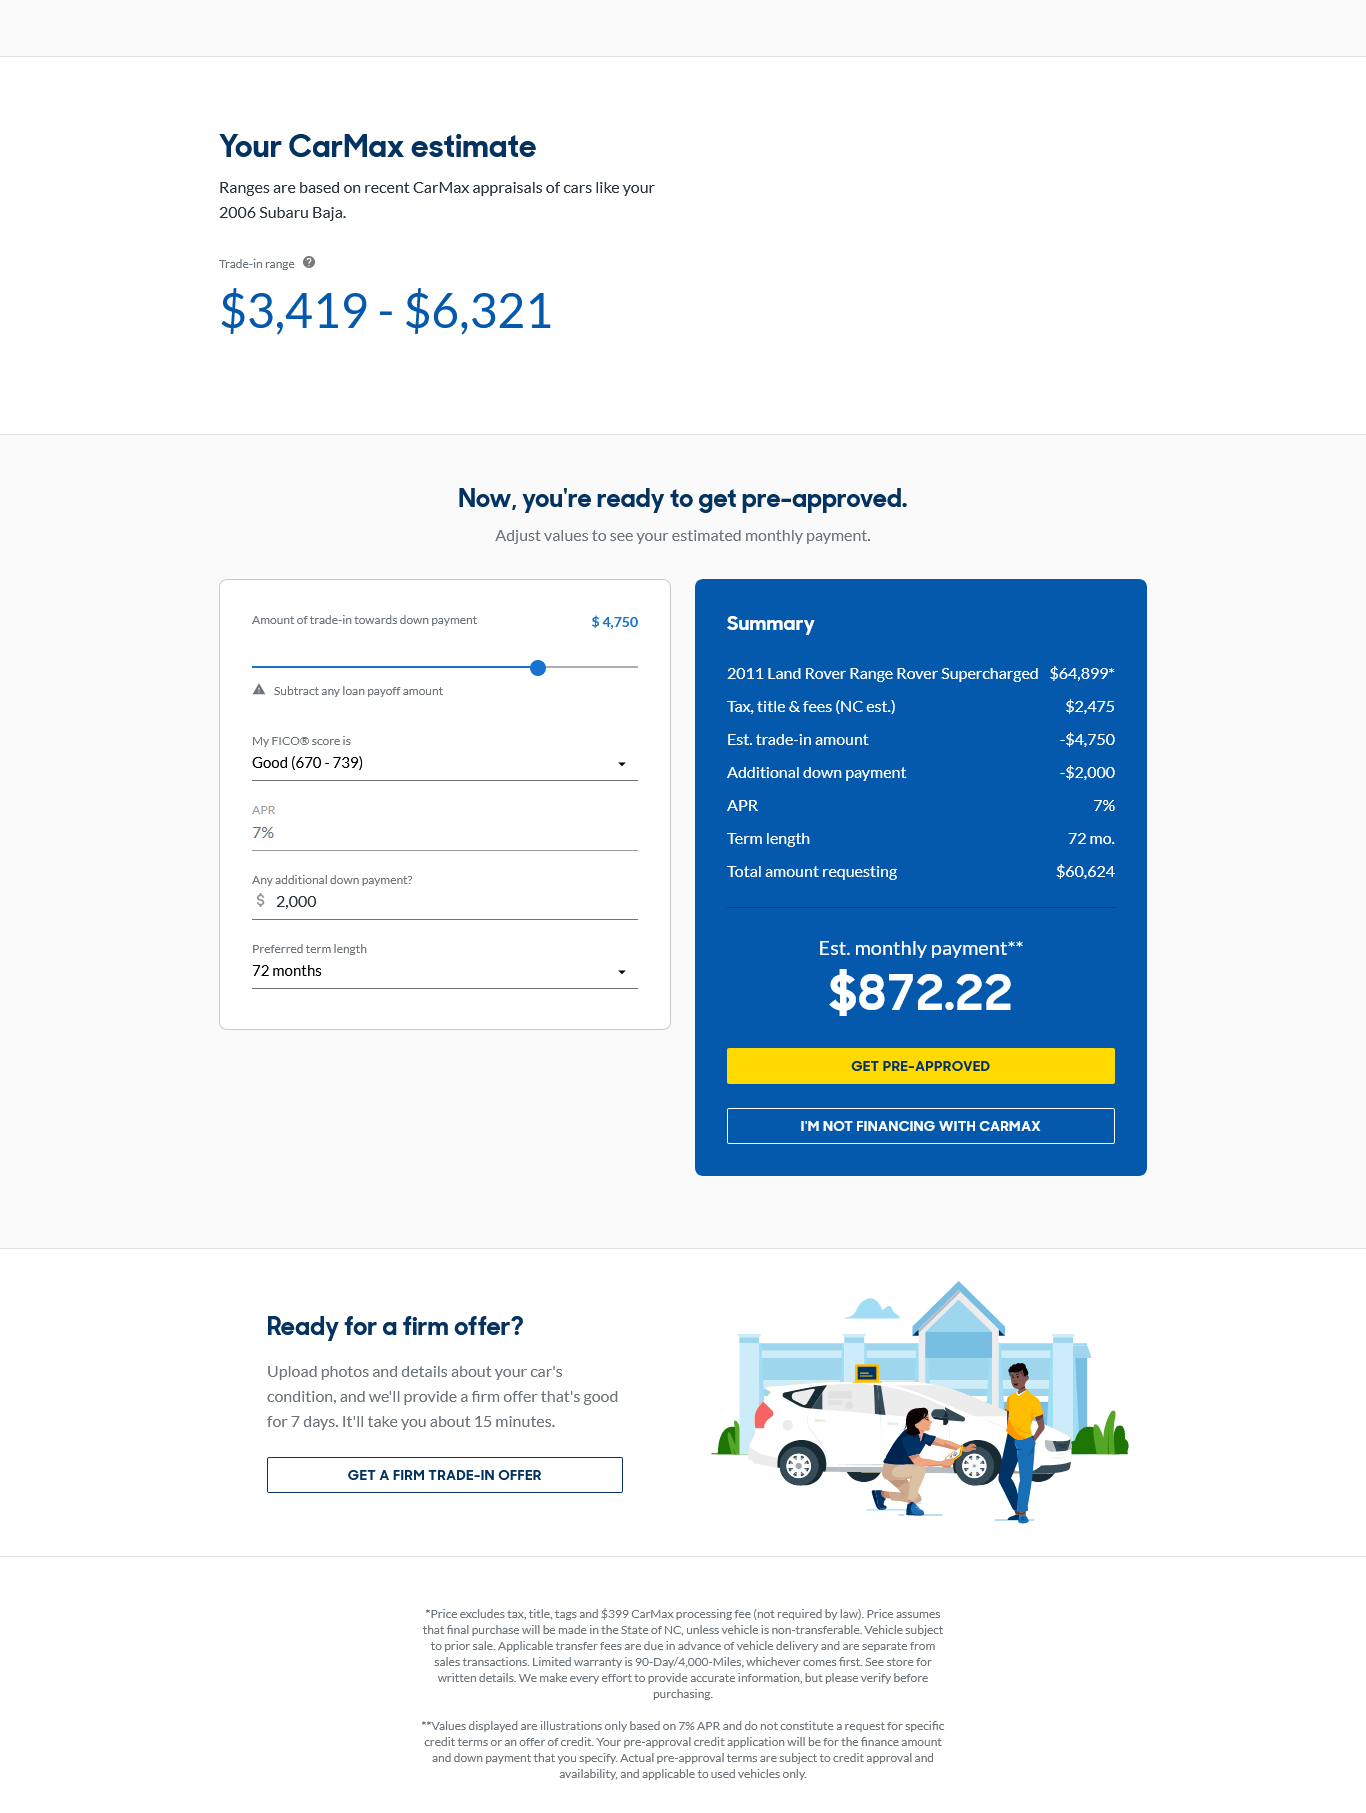 Your CarMax estimate
Ranges are based on recent CarMax appraisals of cars like your
2006 Subaru Baja.
Trade-in range
$3,419 - $6,321
Now, you're ready to get pre-approved.
Adjust values to see your estimated monthly payment.
Amount of trade-in towards down payment $ 4,750
Subtract any loan payoff amount
My FICO® score is
Good (670 - 739)
APR
7%
Any additional down payment?
$ 2,000
Preferred term length
72 months
Summary
2011 Land Rover Range Rover Supercharged $64,899*
Tax, title & fees (NC est.) $2,475
Est. trade-in amount -$4,750
Additional down payment -$2,000
APR 7%
Term length 72 mo.
Total amount requesting $60,624
Est. monthly payment**
$872.22
GET PRE-APPROVED
I'M NOT FINANCING WITH CARMAX
Ready for a firm offer?
Upload photos and details about your car's
condition, and we'll provide a firm offer that's good
for 7 days. It'll take you about 15 minutes.
GET A FIRM TRADE-IN OFFER
*Price excludes tax, title, tags and $399 CarMax processing fee (not required by law). Price assumes
that final purchase will be made in the State of NC, unless vehicle is non-transferable. Vehicle subject
to prior sale. Applicable transfer fees are due in advance of vehicle delivery and are separate from
sales transactions. Limited warranty is 90-Day/4,000-Miles, whichever comes first. See store for
written details. We make every effort to provide accurate information, but please verify before
purchasing.
**Values displayed are illustrations only based on 7% APR and do not constitute a request for specific
credit terms or an offer of credit. Your pre-approval credit application will be for the finance amount
and down payment that you specify. Actual pre-approval terms are subject to credit approval and
availability, and applicable to used vehicles only.